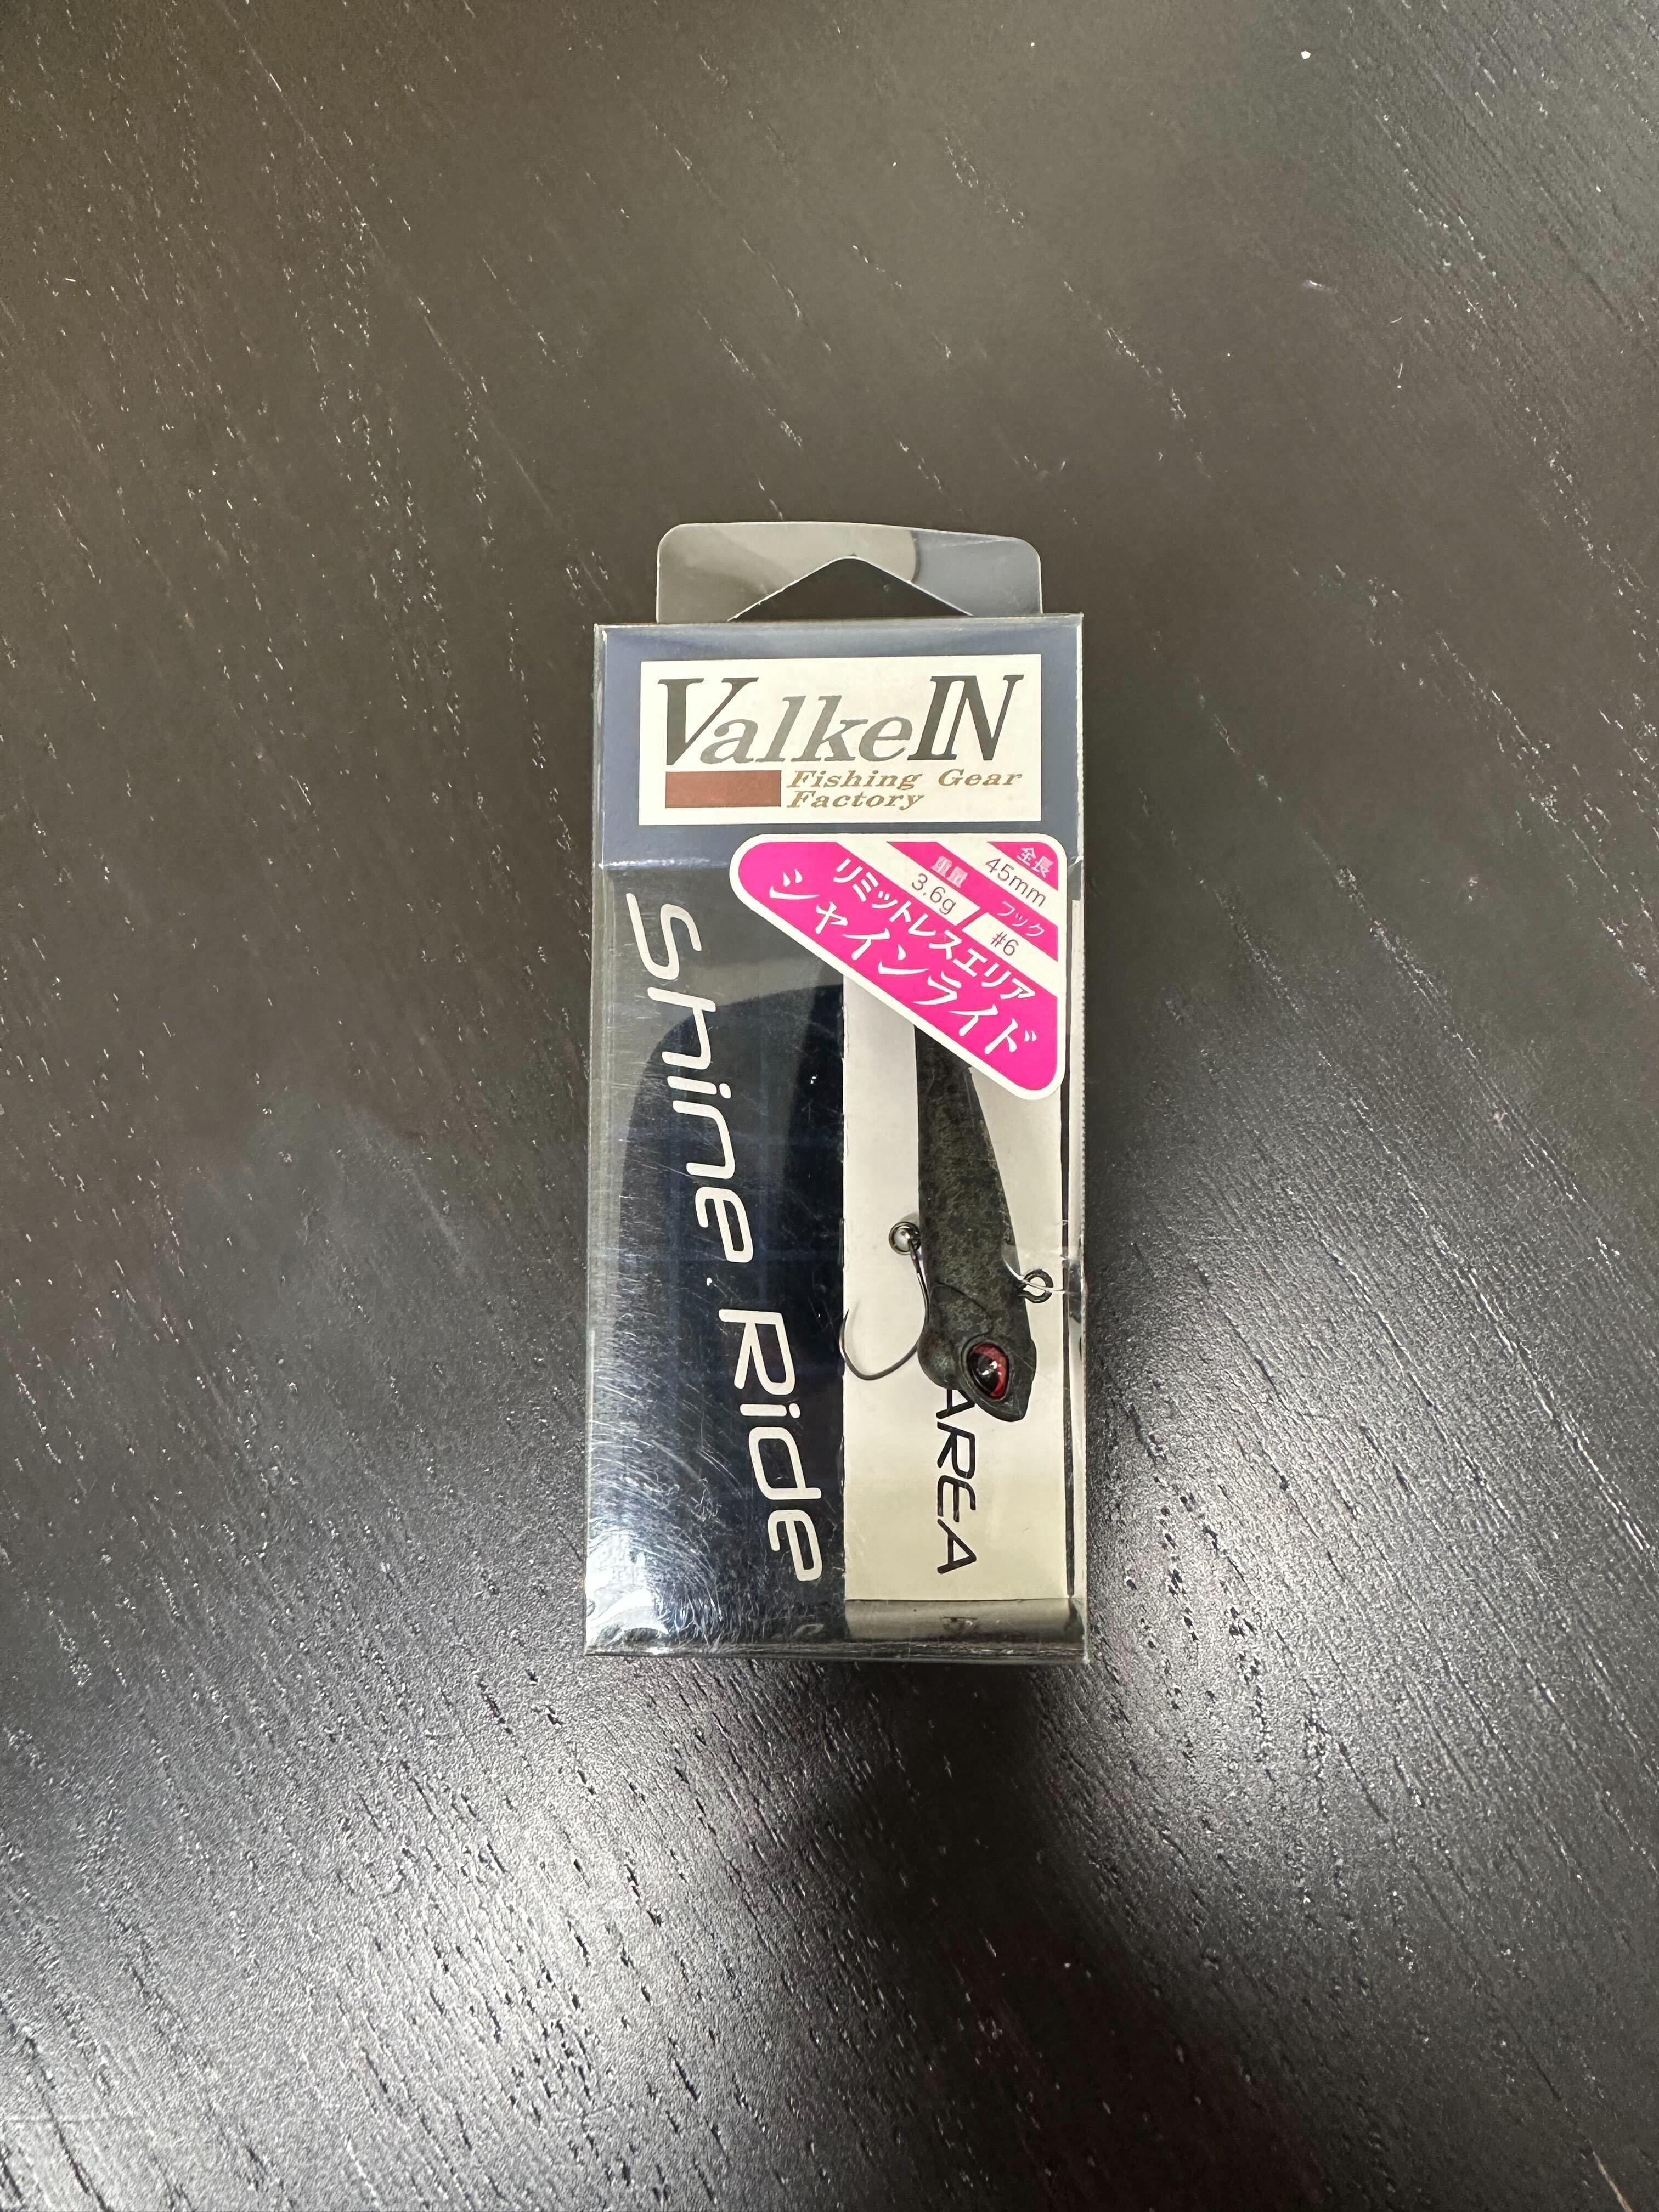 ValkeIN
Fishing Gear
Factory
全長
45mm
重量
フック
3.6g
#6
リミットレスエリア
シャインライド
Shine Ride
AREA